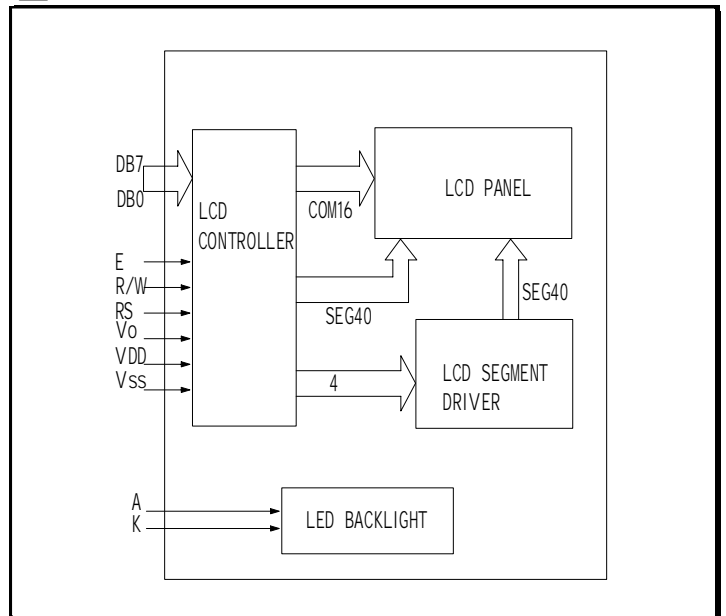 DB7
DB0
LCD
CONTROLLER
COM16
LCD PANEL
E
R/W
RS
Vo
VDD
Vss
SEG40
SEG40
4
LCD SEGMENT
DRIVER
A
K
LED BACKLIGHT